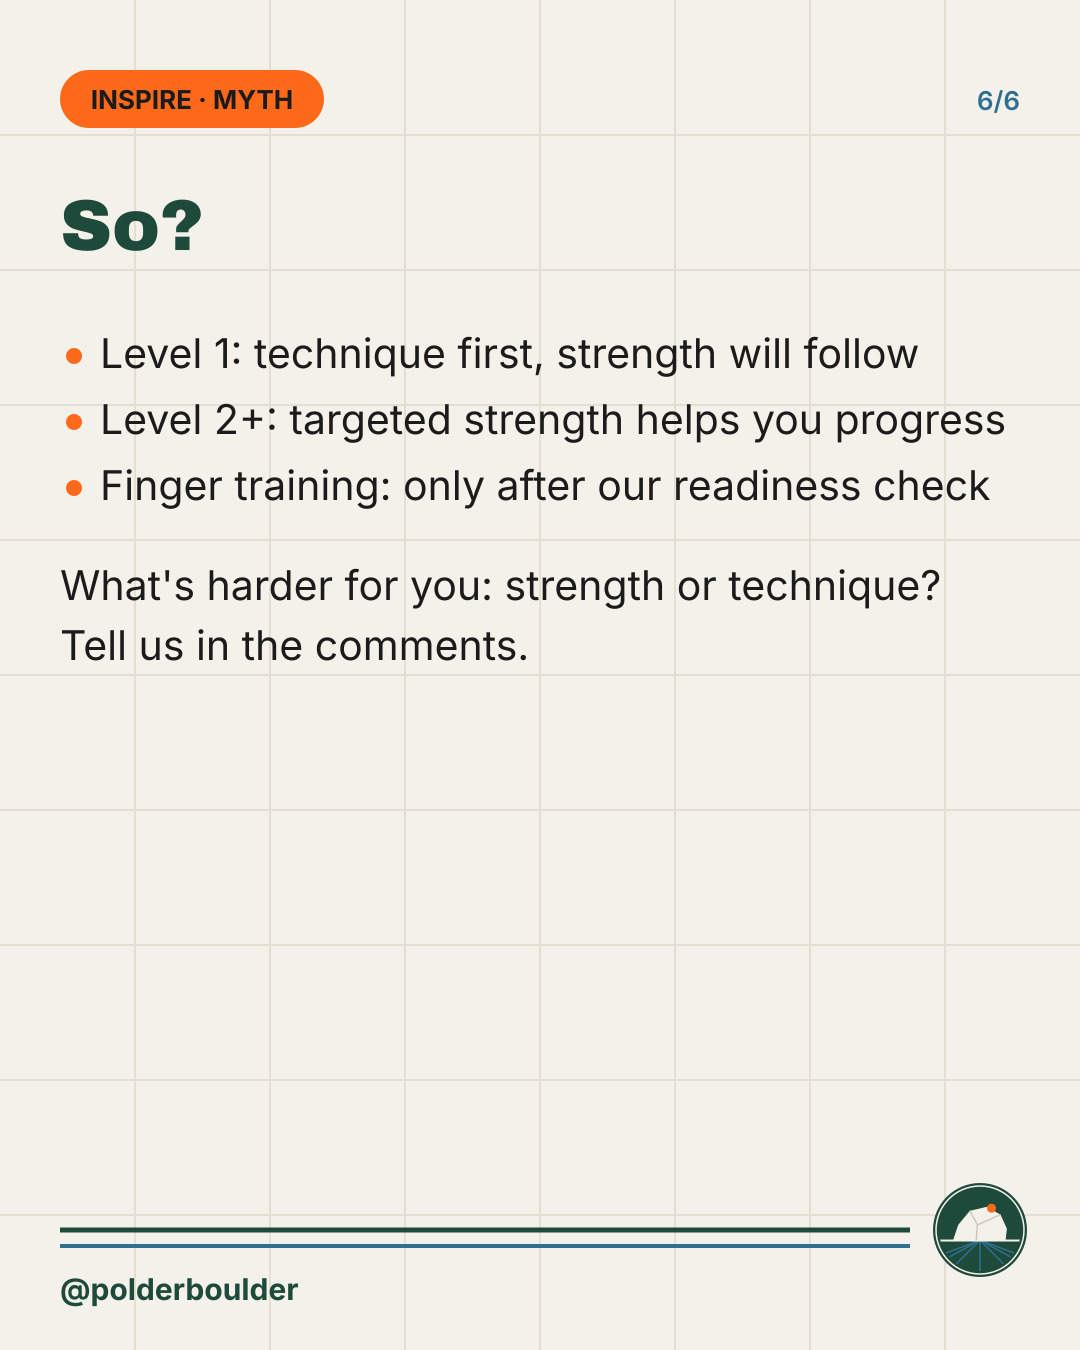 INSPIRE · MYTH
6/6
So?
• Level 1: technique first, strength will follow
• Level 2+: targeted strength helps you progress
• Finger training: only after our readiness check
What's harder for you: strength or technique?
Tell us in the comments.
@polderboulder